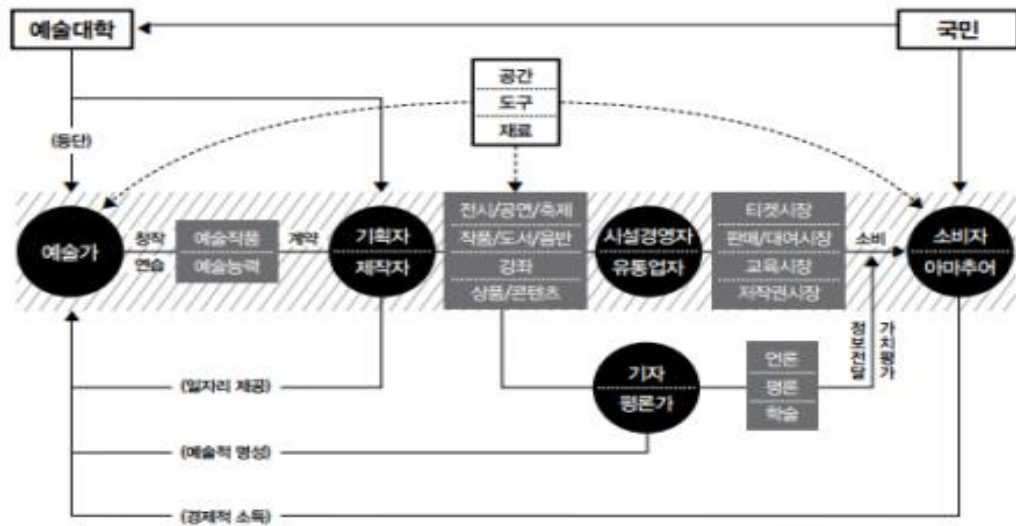 예술대학
국민
공간
도구
재료
(등단)
전시/공연/축제
티켓시장
창작
예술작품
계약
기획자
작품/도서/음반
시설경영자
판매/대여시장
소비
소비자
예술가
연습
예술능력
제작자
강좌
유통업자
교육시장
아마추어
상품/콘텐츠
저작권시장
정보전달
가치평가
언론
(일자리 제공)
기자
평론
평론가
학술
(예술적 명성)
(경제적 소득)